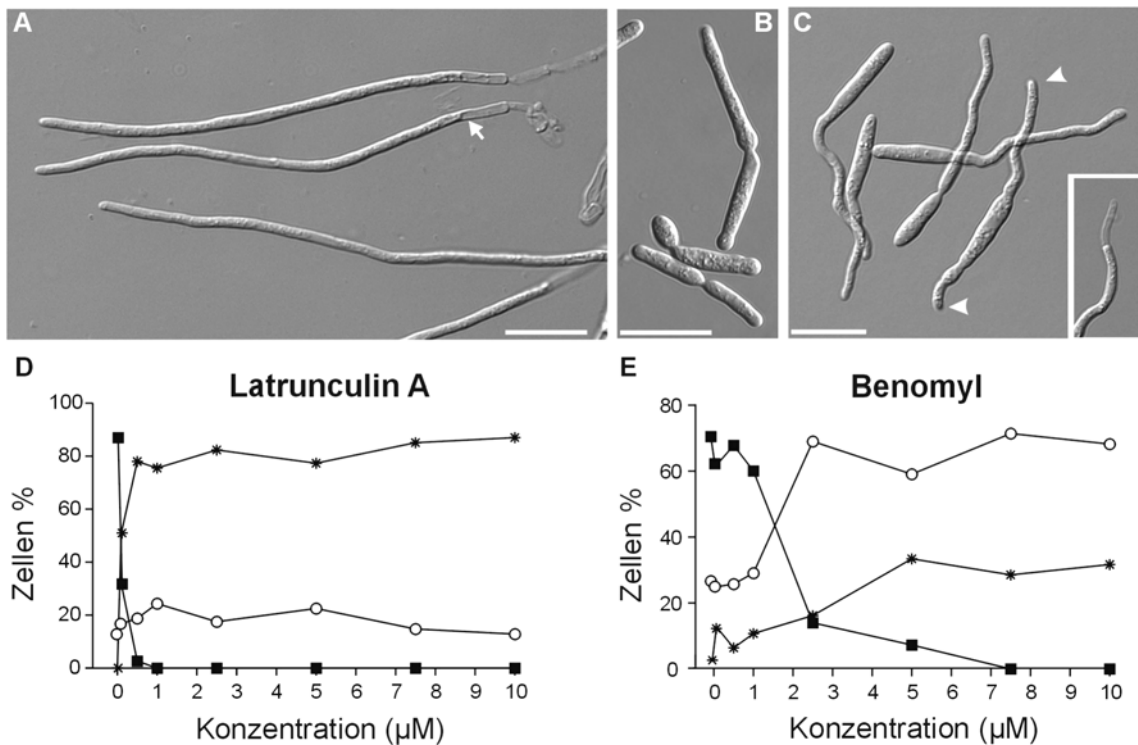 A
B
C
D
Latrunculin A
Zellen %
100
80
60
40
20
0
0 1 2 3 4 5 6 7 8 9 10
Konzentration (µM)
E
Benomyl
Zellen %
80
60
40
20
0
0 1 2 3 4 5 6 7 8 9 10
Konzentration (µM)